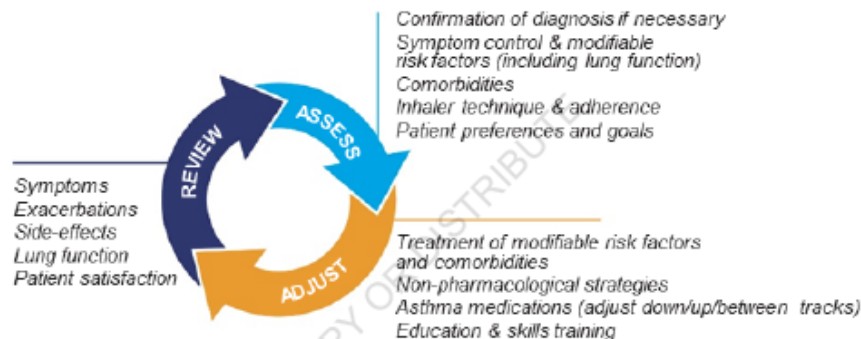 Confirmation of diagnosis if necessary
Symptom control & modifiable
risk factors (including lung function)
Comorbidities
Inhaler technique & adherence
Patient preferences and goals
ASSESS
REVIEW
Symptoms
Exacerbations
Side-effects
Lung function
Patient satisfaction
ADJUST
Treatment of modifiable risk factors
and comorbidities
Non-pharmacological strategies
Asthma medications (adjust down/up/between tracks)
Education & skills training
OR DISTRIBUTE